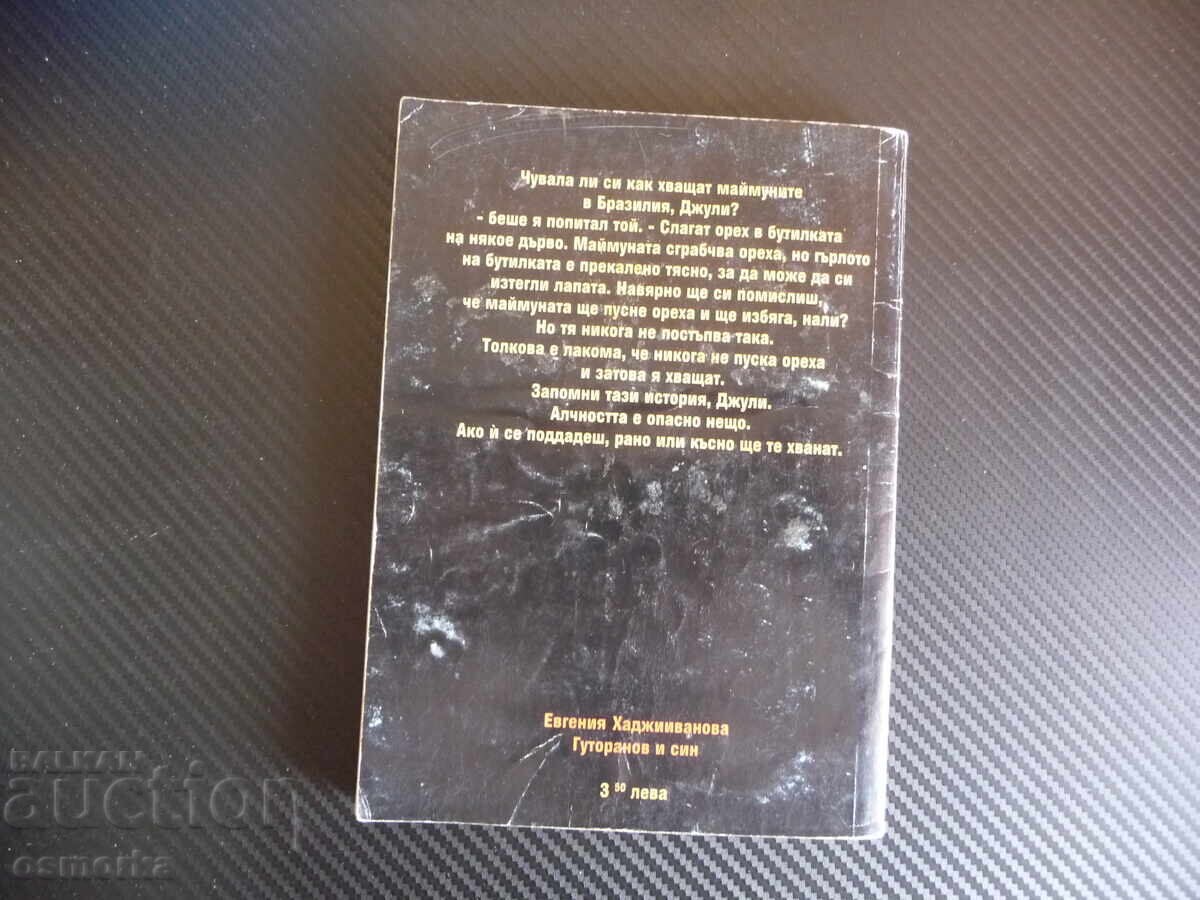 Чувала ли си как хващат маймуните
в Бразилия, Джули?
- беше я попитал той. - Слагат орех в бутилката
на някое дърво. Маймуната сграбчва ореха, но гърлото
на бутилката е прекалено тясно, за да може да си
изтегли лапата. Навярно ще си помислиш,
че маймуната ще пусне ореха и ще избяга, нали?
Но тя никога не постъпва така.
Толкова е лакома, че никога не пуска ореха
и затова я хващат.
Запомни тази история, Джули.
Алчността е опасно нещо.
Ако ѝ се поддадеш, рано или късно ще те хванат.
Евгения Хаджииванова
Гуторанов и син
3 50 лева
BALKAN
auction
osmorka